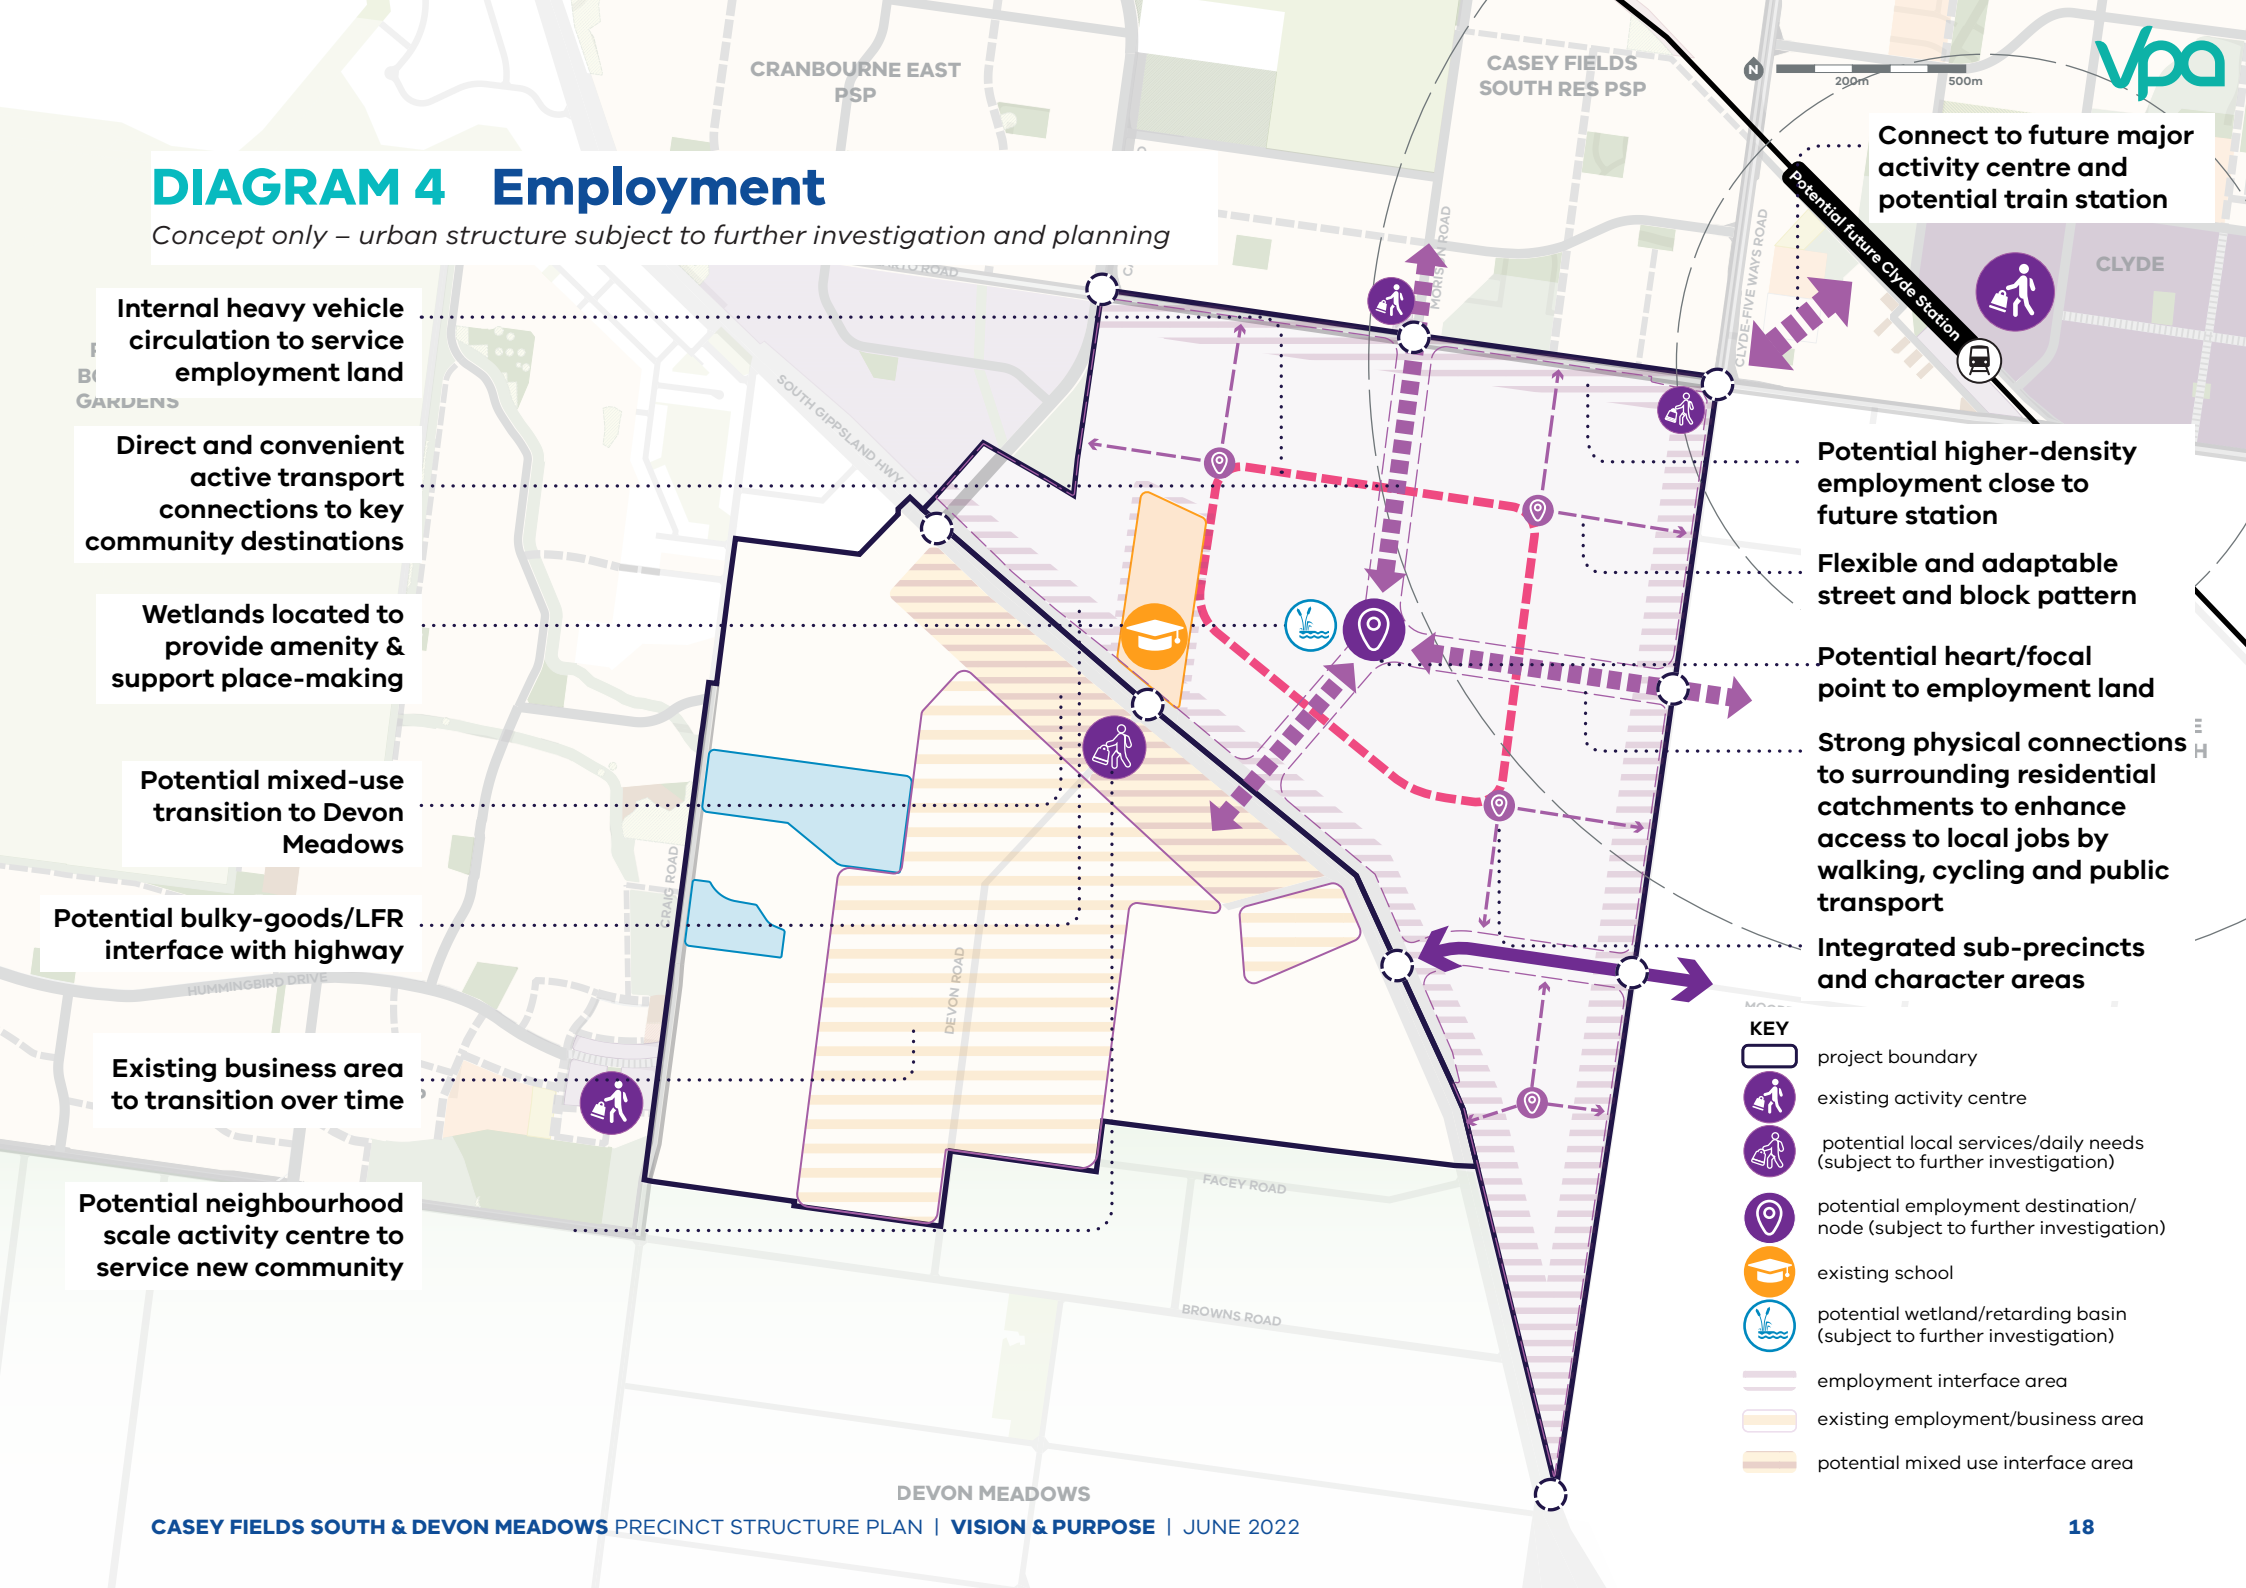 CRANBOURNE EAST
PSP
CASEY FIELDS
SOUTH RES PSP
N
200m
500m
vpa
DIAGRAM 4 Employment
Concept only – urban structure subject to further investigation and planning
Connect to future major
activity centre and
potential train station
Potential future Clyde Station
CLYDE
MORISON ROAD
CLYDE-FIVE WAYS ROAD
SOUTH GIPPSLAND HWY
GARDENS
Internal heavy vehicle
circulation to service
employment land
Direct and convenient
active transport
connections to key
community destinations
Wetlands located to
provide amenity &
support place-making
Potential mixed-use
transition to Devon
Meadows
Potential bulky-goods/LFR
interface with highway
Existing business area
to transition over time
Potential neighbourhood
scale activity centre to
service new community
Potential higher-density
employment close to
future station
Flexible and adaptable
street and block pattern
Potential heart/focal
point to employment land
Strong physical connections
to surrounding residential
catchments to enhance
access to local jobs by
walking, cycling and public
transport
Integrated sub-precincts
and character areas
CRAIG ROAD
HUMMINGBIRD DRIVE
DEVON ROAD
FACEY ROAD
BROWNS ROAD
DEVON MEADOWS
KEY
project boundary
existing activity centre
potential local services/daily needs
(subject to further investigation)
potential employment destination/
node (subject to further investigation)
existing school
potential wetland/retarding basin
(subject to further investigation)
employment interface area
existing employment/business area
potential mixed use interface area
CASEY FIELDS SOUTH & DEVON MEADOWS PRECINCT STRUCTURE PLAN | VISION & PURPOSE | JUNE 2022
18